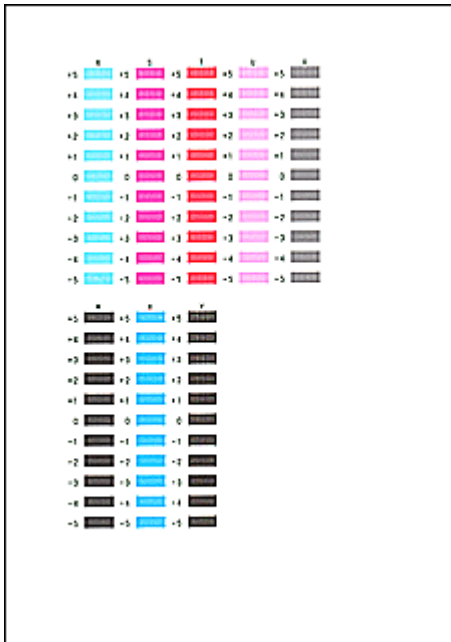 +5 +5 +5 +5 +5
+4 +4 +4 +4 +4
+3 +3 +3 +3 +3
+2 +2 +2 +2 +2
+1 +1 +1 +1 +1
0 0 0 0 0
-1 -1 -1 -1 -1
-2 -2 -2 -2 -2
-3 -3 -3 -3 -3
-4 -4 -4 -4 -4
-5 -5 -5 -5 -5
+5 +5 +5
+4 +4 +4
+3 +3 +3
+2 +2 +2
+1 +1 +1
0 0 0
-1 -1 -1
-2 -2 -2
-3 -3 -3
-4 -4 -4
-5 -5 -5